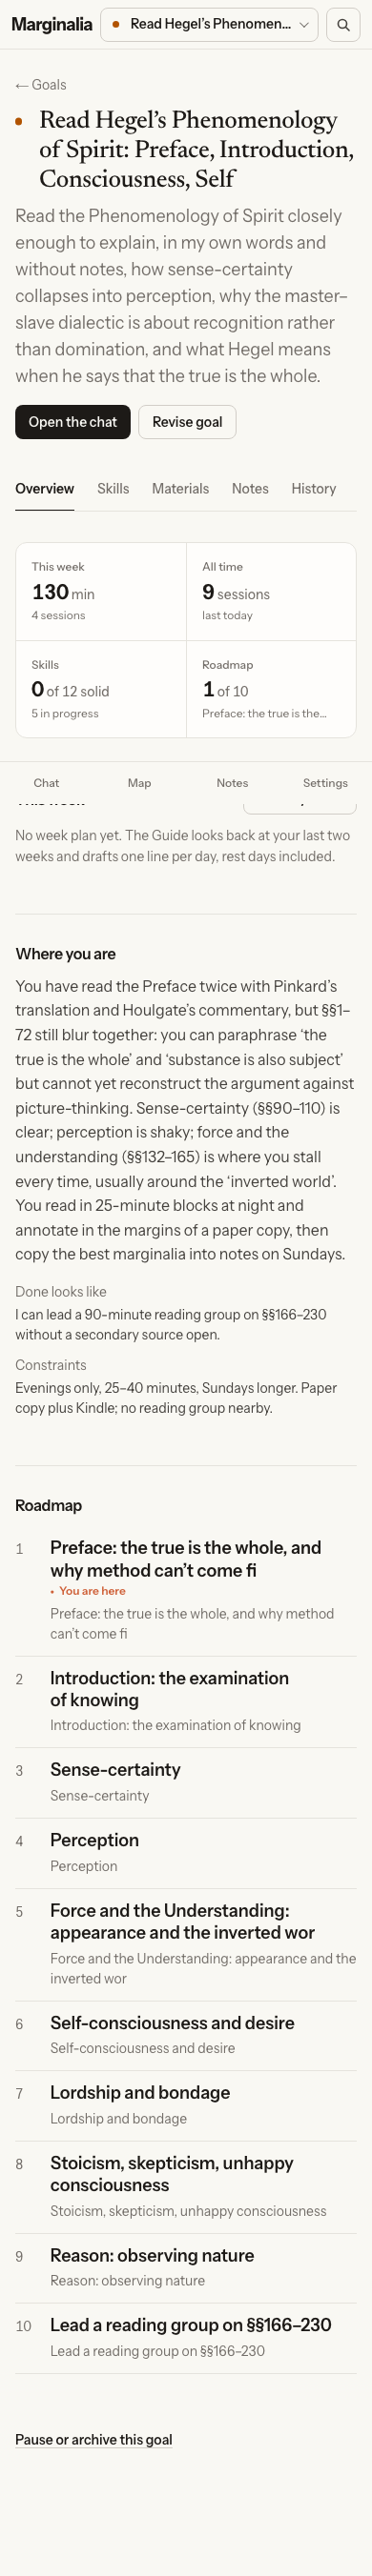 Marginalia
Read Hegel’s Phenomen...
← Goals
Read Hegel’s Phenomenology
of Spirit: Preface, Introduction,
Consciousness, Self
Read the Phenomenology of Spirit closely
enough to explain, in my own words and
without notes, how sense-certainty
collapses into perception, why the master–
slave dialectic is about recognition rather
than domination, and what Hegel means
when he says that the true is the whole.
Open the chat
Revise goal
Overview
Skills
Materials
Notes
History
This week
130 min
4 sessions
All time
9 sessions
last today
Skills
0 of 12 solid
5 in progress
Roadmap
1 of 10
Preface: the true is the...
Chat
Map
Notes
Settings
No week plan yet. The Guide looks back at your last two
weeks and drafts one line per day, rest days included.
Where you are
You have read the Preface twice with Pinkard’s
translation and Houlgate’s commentary, but §§1–
72 still blur together: you can paraphrase ‘the
true is the whole’ and ‘substance is also subject’
but cannot yet reconstruct the argument against
picture-thinking. Sense-certainty (§§90–110) is
clear; perception is shaky; force and the
understanding (§§132–165) is where you stall
every time, usually around the ‘inverted world’.
You read in 25-minute blocks at night and
annotate in the margins of a paper copy, then
copy the best marginalia into notes on Sundays.
Done looks like
I can lead a 90-minute reading group on §§166–230
without a secondary source open.
Constraints
Evenings only, 25–40 minutes, Sundays longer. Paper
copy plus Kindle; no reading group nearby.
Roadmap
1
Preface: the true is the whole, and
why method can’t come fi
• You are here
Preface: the true is the whole, and why method
can’t come fi
2
Introduction: the examination
of knowing
Introduction: the examination of knowing
3
Sense-certainty
Sense-certainty
4
Perception
Perception
5
Force and the Understanding:
appearance and the inverted wor
Force and the Understanding: appearance and the
inverted wor
6
Self-consciousness and desire
Self-consciousness and desire
7
Lordship and bondage
Lordship and bondage
8
Stoicism, skepticism, unhappy
consciousness
Stoicism, skepticism, unhappy consciousness
9
Reason: observing nature
Reason: observing nature
10
Lead a reading group on §§166–230
Lead a reading group on §§166–230
Pause or archive this goal